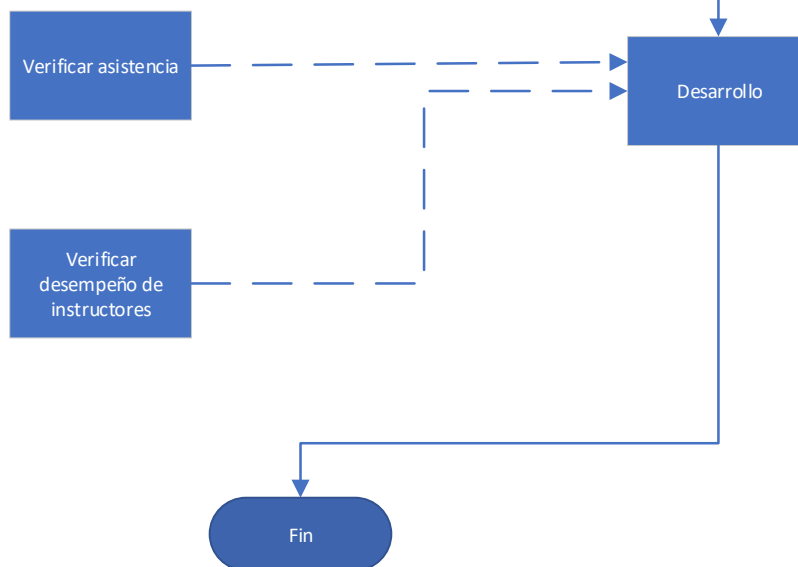 Verificar asistencia
Desarrollo
Verificar
desempeño de
instructores
Fin